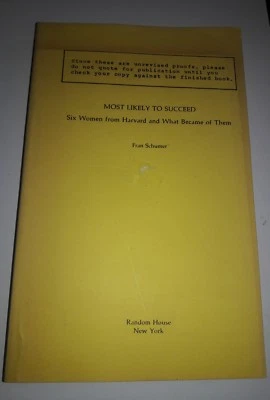 Since these are unrevised proofs, please
do not quote for publication until you
check your copy against the finished book.
MOST LIKELY TO SUCCEED
Six Women from Harvard and What Became of Them
Fran Schumer
Random House
New York